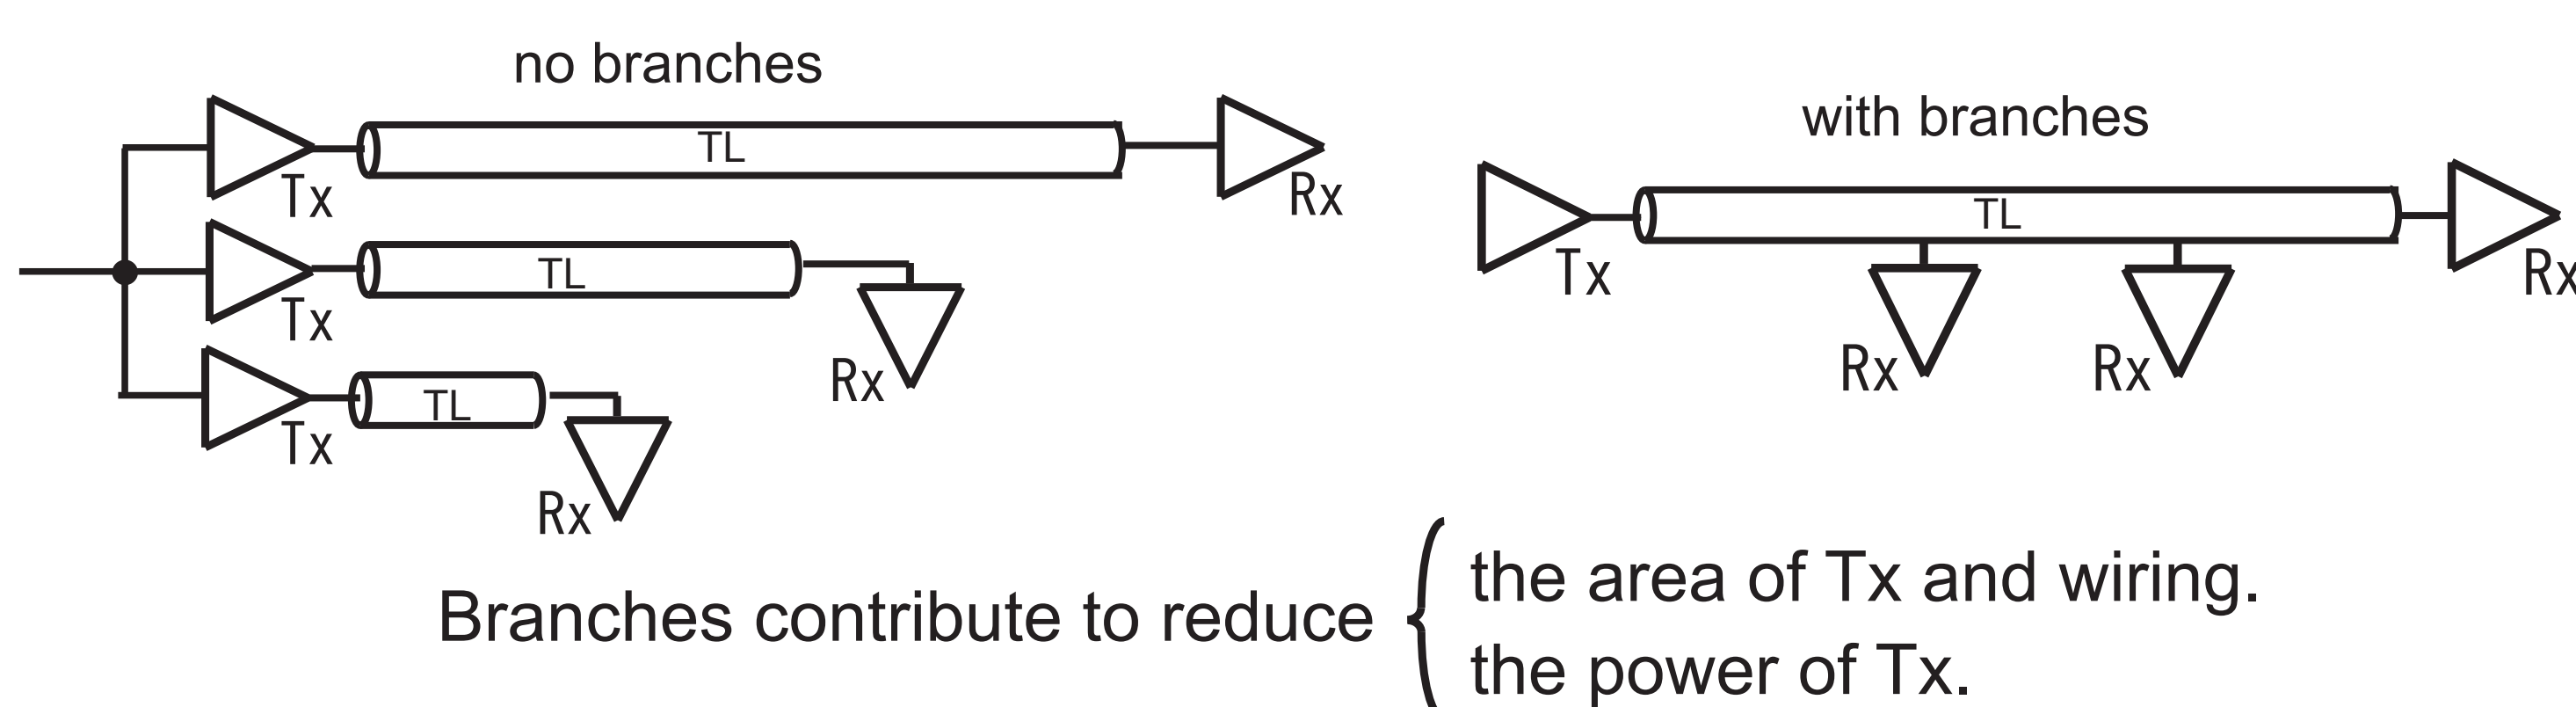 no branches
TL
Tx
Rx
TL
Tx
Rx
TL
Tx
Rx
with branches
TL
Tx
Rx
Rx
Rx
Branches contribute to reduce
the area of Tx and wiring.
the power of Tx.